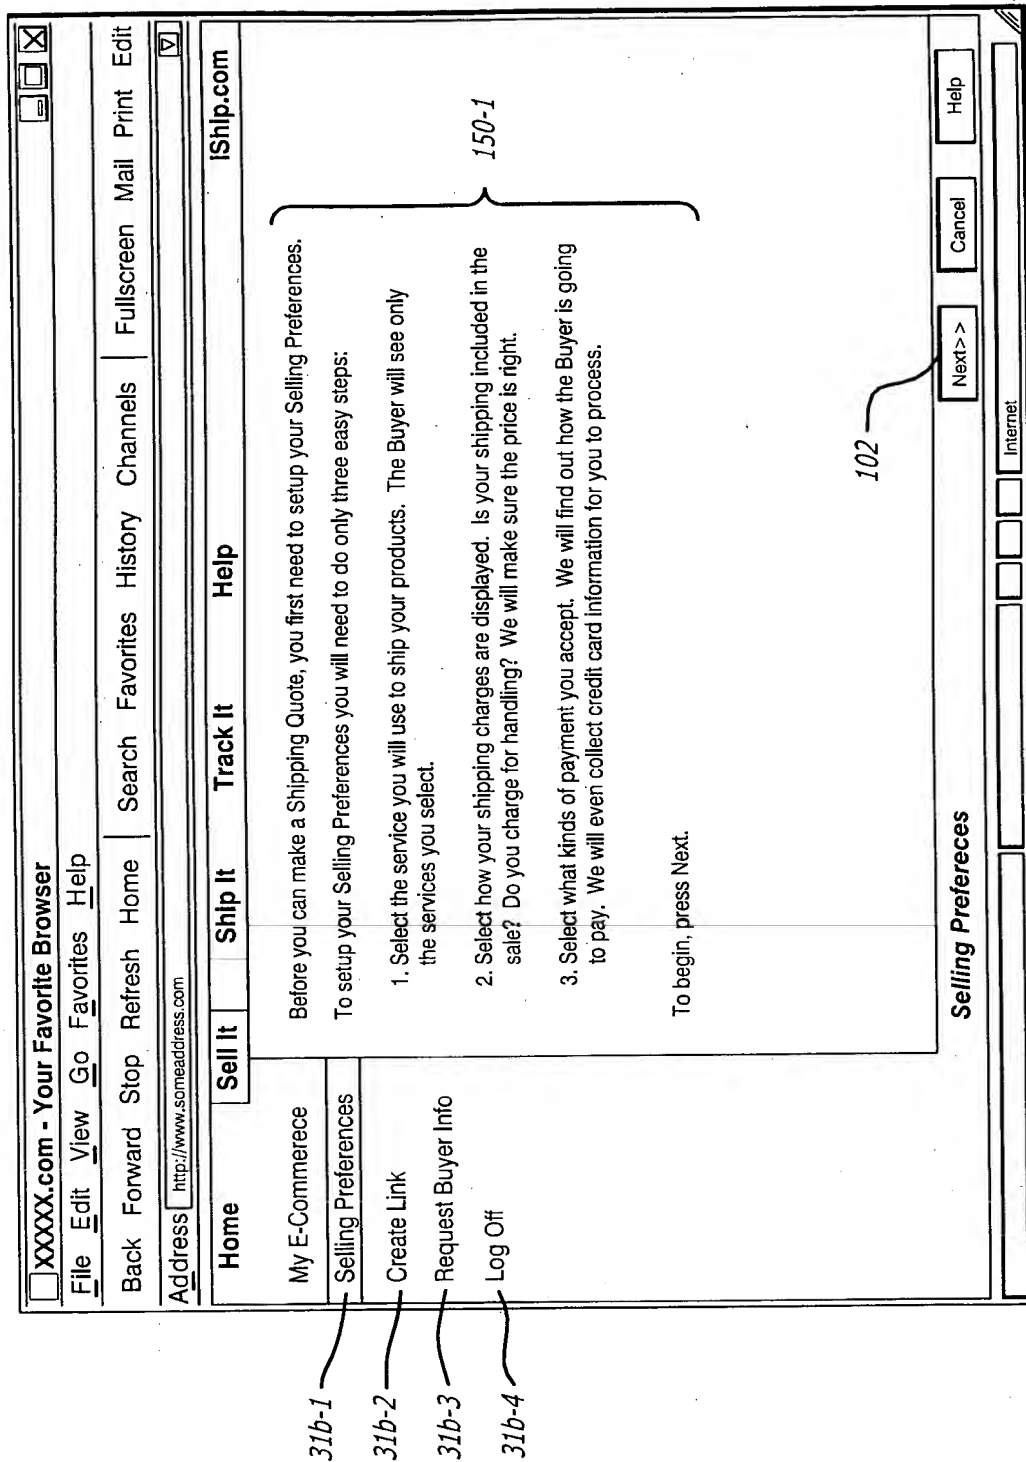 XXXXX.com - Your Favorite Browser
File Edit View Go Favorites Help
Back Forward Stop Refresh Home Search Favorites History Channels Fullscreen Mail Print Edit
Address http://www.someaddress.com
Home Sell It Ship It Track It Help IShip.com
My E-Commerece
Selling Preferences
Create Link
Request Buyer Info
Log Off
31b-1
31b-2
31b-3
31b-4
Before you can make a Shipping Quote, you first need to setup your Selling Preferences.
To setup your Selling Preferences you will need to do only three easy steps:
1. Select the service you will use to ship your products. The Buyer will see only
the services you select.
2. Select how your shipping charges are displayed. Is your shipping included in the
sale? Do you charge for handling? We will make sure the price is right.
3. Select what kinds of payment you accept. We will find out how the Buyer is going
to pay. We will even collect credit card information for you to process.
To begin, press Next.
150-1
102
Selling Prefereces
Next>> Cancel Help
Internet